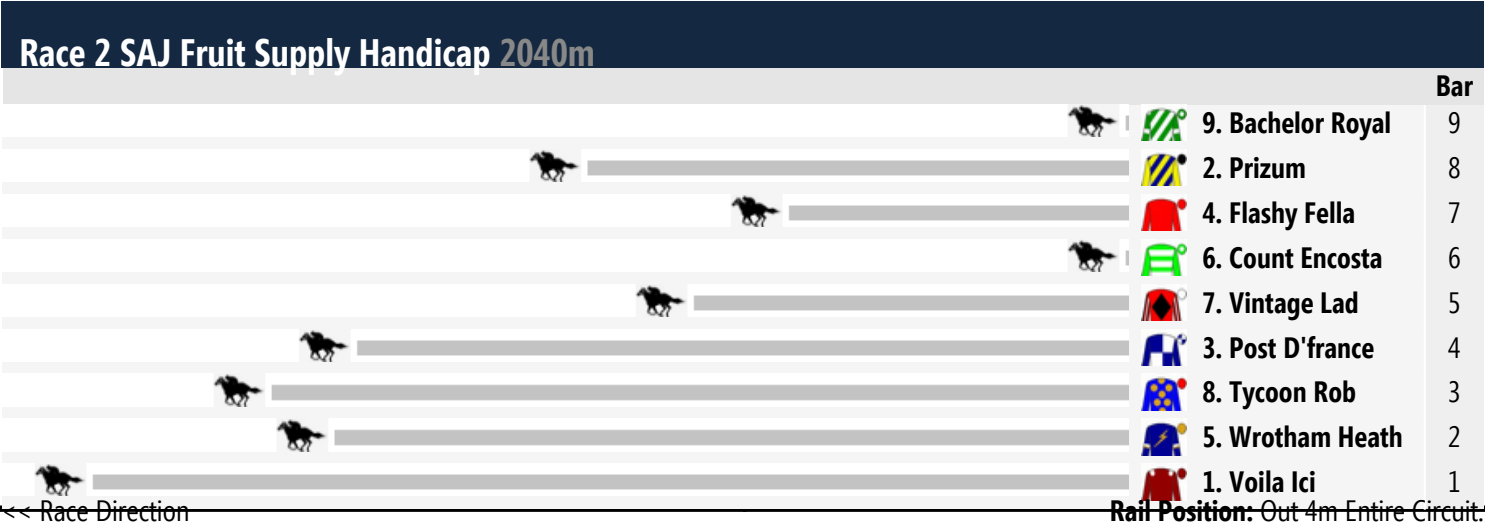 Race 2 SAJ Fruit Supply Handicap 2040m
Bar
9. Bachelor Royal 9
2. Prizum 8
4. Flashy Fella 7
6. Count Encosta 6
7. Vintage Lad 5
3. Post D'france 4
8. Tycoon Rob 3
5. Wrotham Heath 2
1. Voila Ici 1
<< Race Direction Rail Position: Out 4m Entire Circuit.